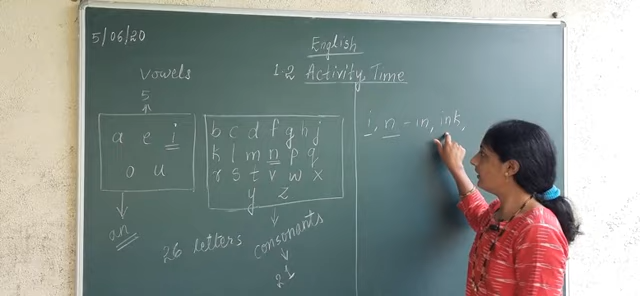 5/06/20
English
1.2 Activity Time
Vowels
5
a e i
o u
an
b c d f g h j
k l m n p q
r s t v w x
y z
26 letters
consonants
21
i, n - in, ink,